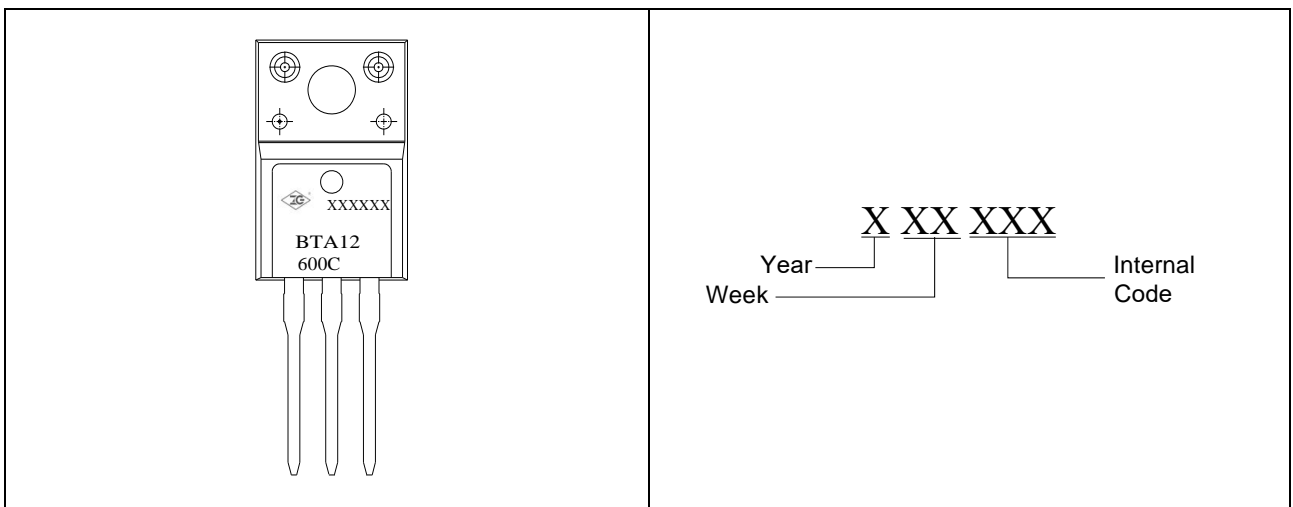 XXXXXX
BTA12
600C
X XX XXX
Year
Week
Internal
Code